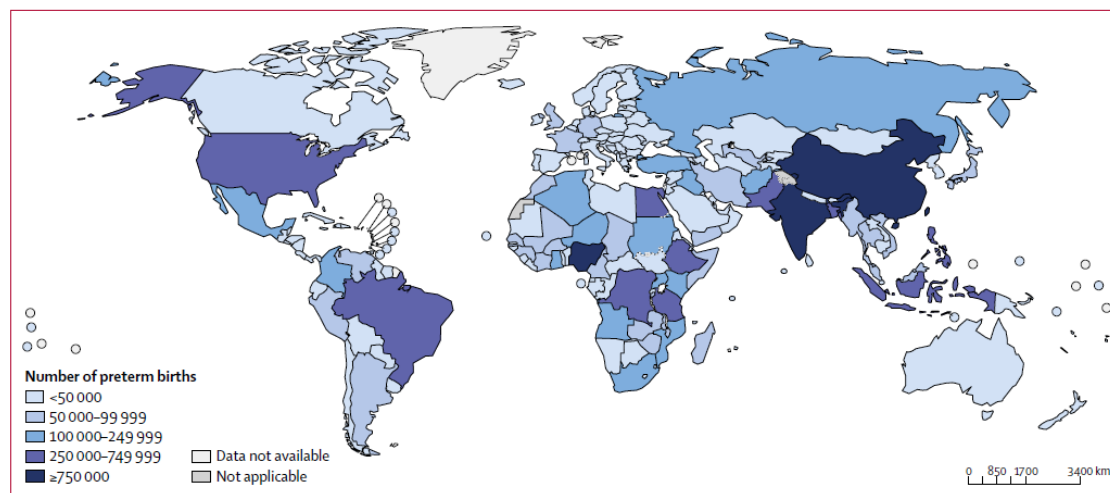 Number of preterm births
<50 000
50 000–99 999
100 000–249 999
250 000–749 999
≥750 000
Data not available
Not applicable
0 850 1700 3400 km